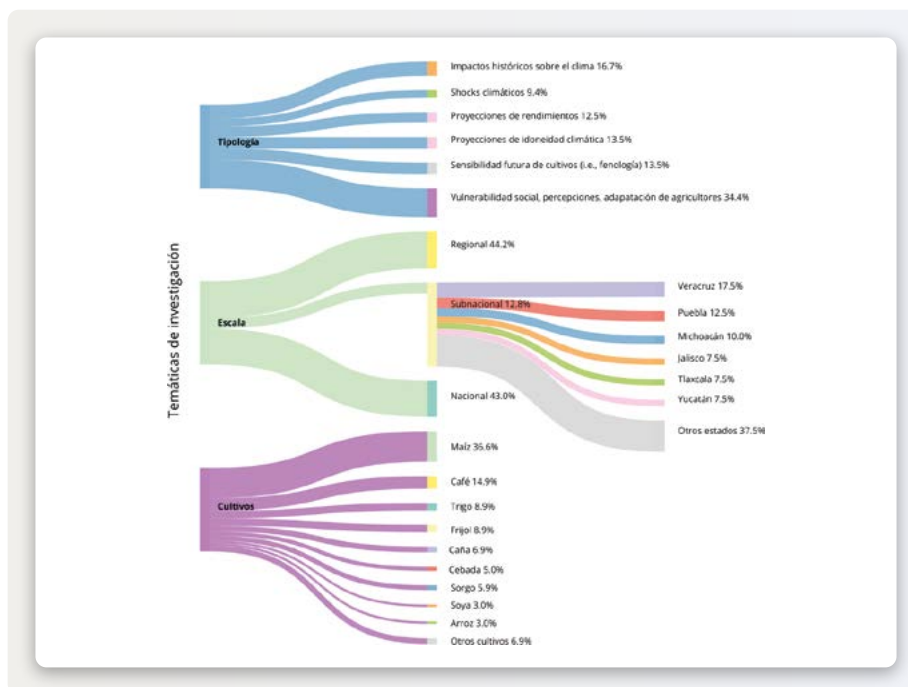 Temáticas de investigación
Tipología
Impactos históricos sobre el clima 16.7%
Shocks climáticos 9.4%
Proyecciones de rendimientos 12.5%
Proyecciones de idoneidad climática 13.5%
Sensibilidad futura de cultivos (i.e., fenología) 13.5%
Vulnerabilidad social, percepciones, adapatación de agricultores 34.4%
Escala
Regional 44.2%
Subnacional 12.8%
Veracruz 17.5%
Puebla 12.5%
Michoacán 10.0%
Jalisco 7.5%
Tlaxcala 7.5%
Yucatán 7.5%
Otros estados 37.5%
Nacional 43.0%
Cultivos
Maíz 36.6%
Café 14.9%
Trigo 8.9%
Frijol 8.9%
Caña 6.9%
Cebada 5.0%
Sorgo 5.9%
Soya 3.0%
Arroz 3.0%
Otros cultivos 6.9%